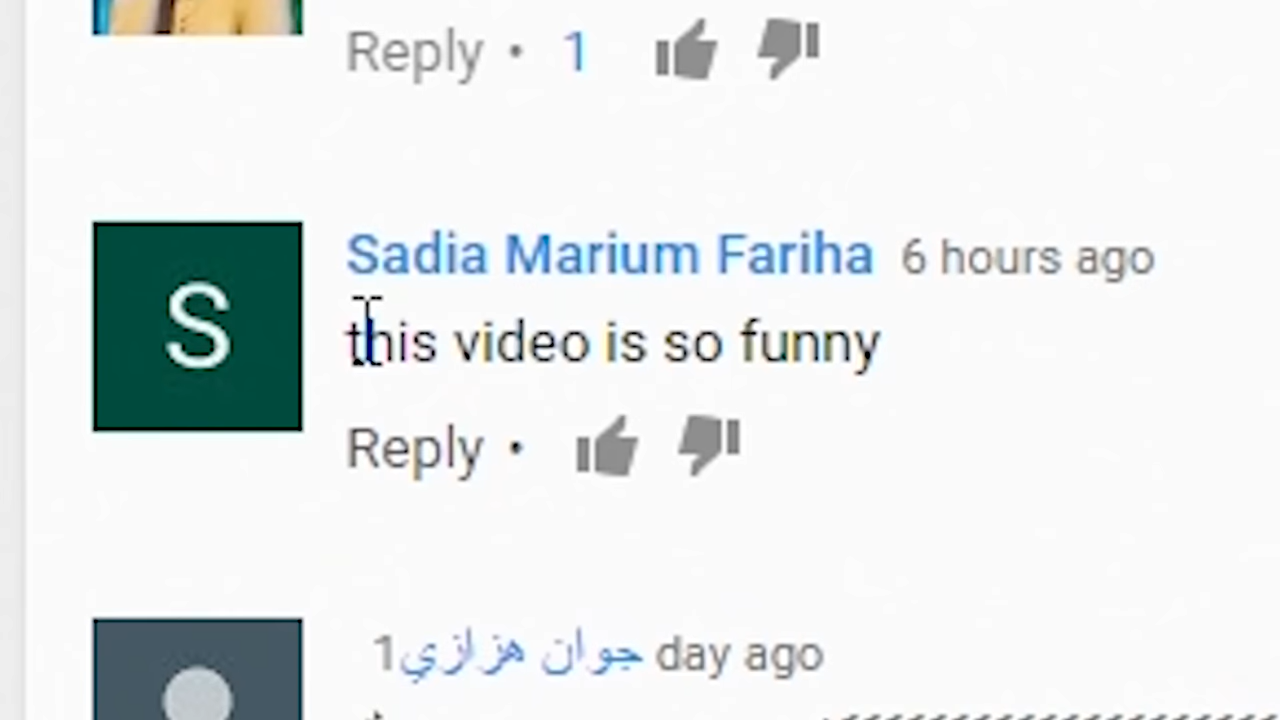 Reply • 1
S
Sadia Marium Fariha 6 hours ago
this video is so funny
Reply •
جوان هزازي 1 day ago